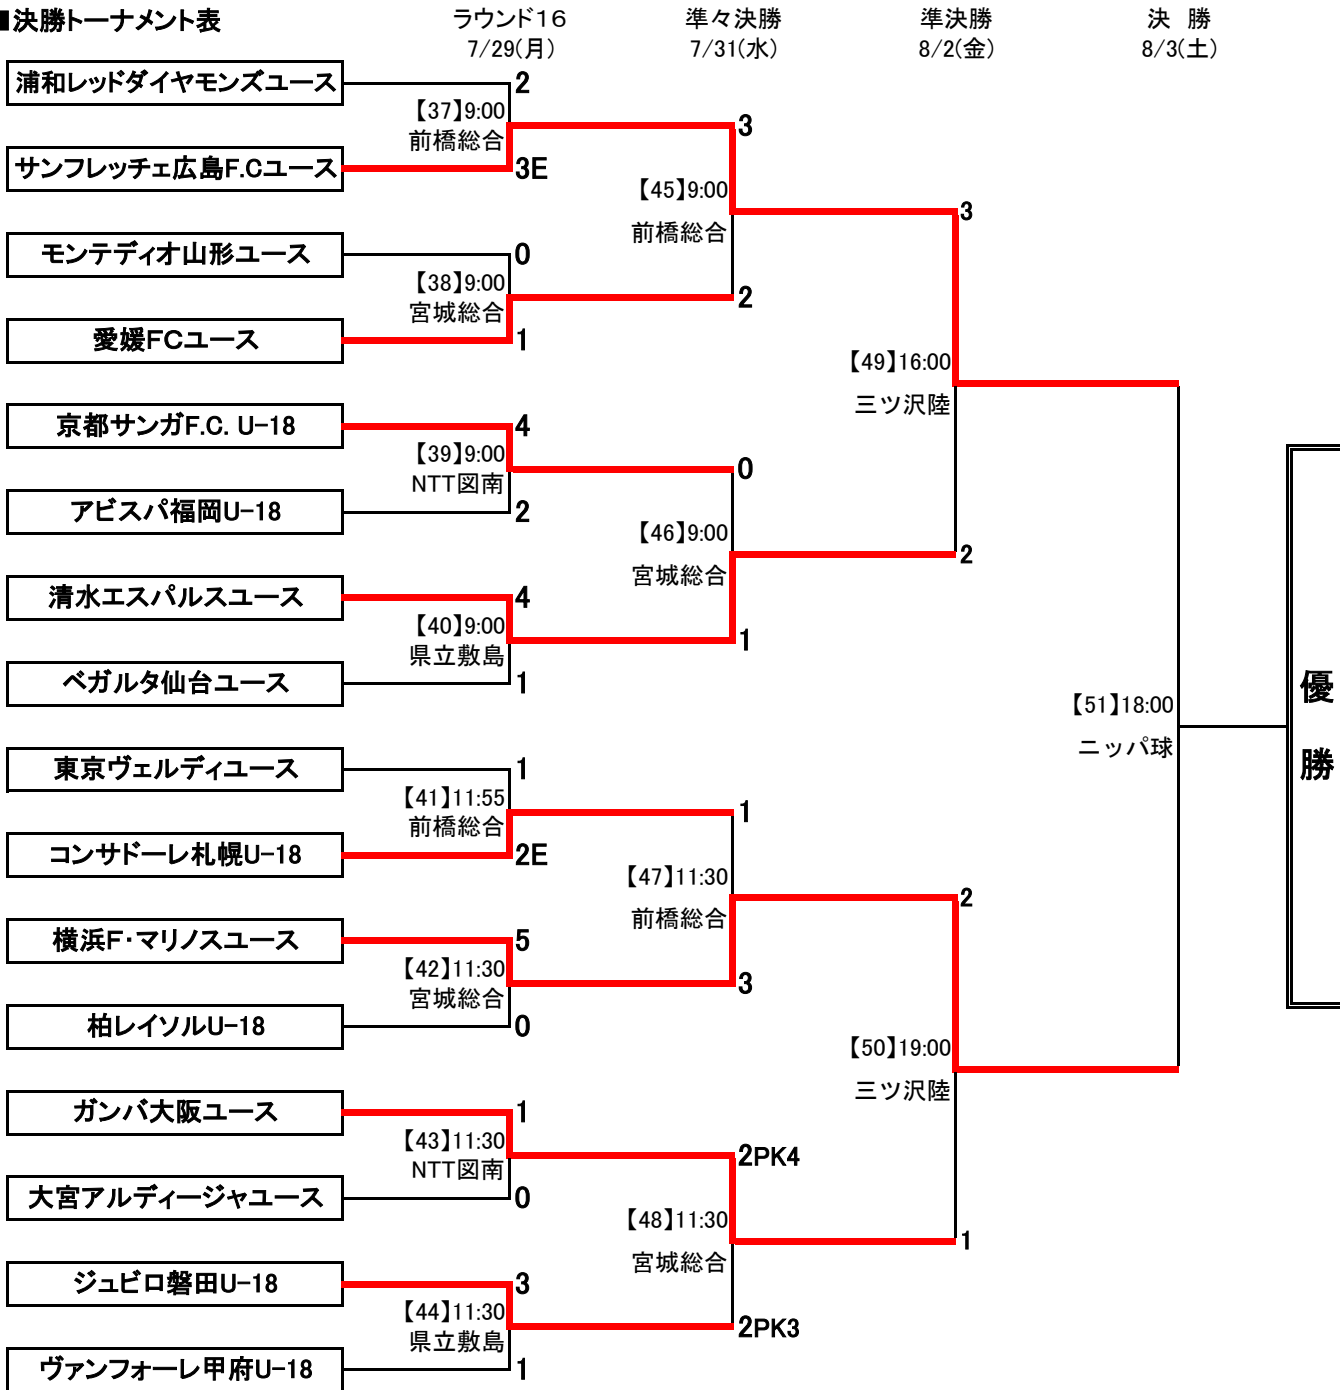 ■決勝トーナメント表
ラウンド16 準々決勝 準決勝 決 勝
7/29(月) 7/31(水) 8/2(金) 8/3(土)
浦和レッドダイヤモンズユース 2
【37】9:00
前橋総合
3
サンフレッチェ広島F.Cユース 3E
【45】9:00
前橋総合
3
モンテディオ山形ユース 0
【38】9:00
宮城総合
2
愛媛FCユース 1
【49】16:00
三ツ沢陸
京都サンガF.C. U-18 4
【39】9:00
NTT図南
0
アビスパ福岡U-18 2
【46】9:00
宮城総合
2
清水エスパルスユース 4
【40】9:00
県立敷島
1
ベガルタ仙台ユース 1
【51】18:00
ニッパ球
優
勝
東京ヴェルディユース 1
【41】11:55
前橋総合
1
コンサドーレ札幌U-18 2E
【47】11:30
前橋総合
2
横浜F・マリノスユース 5
【42】11:30
宮城総合
3
柏レイソルU-18 0
【50】19:00
三ツ沢陸
ガンバ大阪ユース 1
【43】11:30
NTT図南
2PK4
大宮アルディージャユース 0
【48】11:30
宮城総合
1
ジュビロ磐田U-18 3
【44】11:30
県立敷島
2PK3
ヴァンフォーレ甲府U-18 1